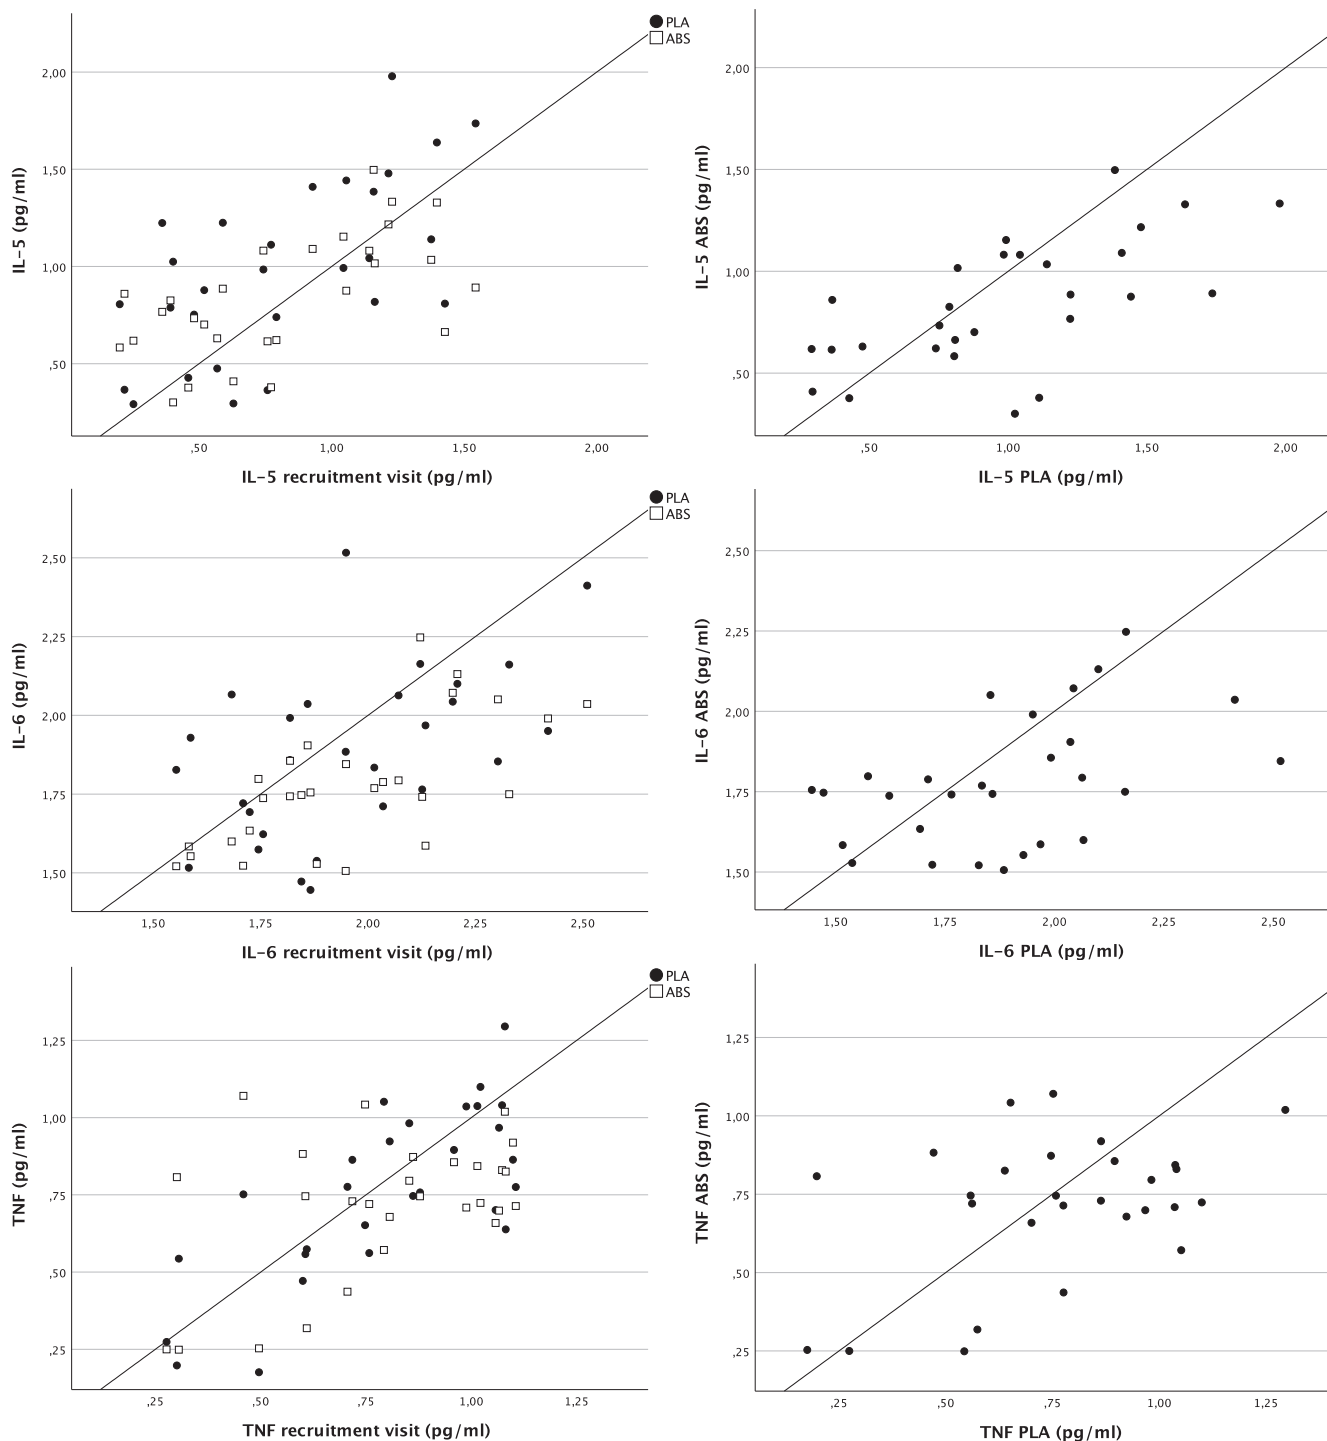 PLA
ABS
2,00
1,50
1,00
,50
IL-5 (pg/ml)
,50 1,00 1,50 2,00
IL-5 recruitment visit (pg/ml)
2,00
1,50
1,00
,50
IL-5 ABS (pg/ml)
,50 1,00 1,50 2,00
IL-5 PLA (pg/ml)
PLA
ABS
2,50
2,25
2,00
1,75
1,50
IL-6 (pg/ml)
1,50 1,75 2,00 2,25 2,50
IL-6 recruitment visit (pg/ml)
2,50
2,25
2,00
1,75
1,50
IL-6 ABS (pg/ml)
1,50 1,75 2,00 2,25 2,50
IL-6 PLA (pg/ml)
PLA
ABS
1,25
1,00
0,75
,50
,25
TNF (pg/ml)
,25 ,50 ,75 1,00 1,25
TNF recruitment visit (pg/ml)
1,25
1,00
,75
,50
,25
TNF ABS (pg/ml)
,25 ,50 ,75 1,00 1,25
TNF PLA (pg/ml)